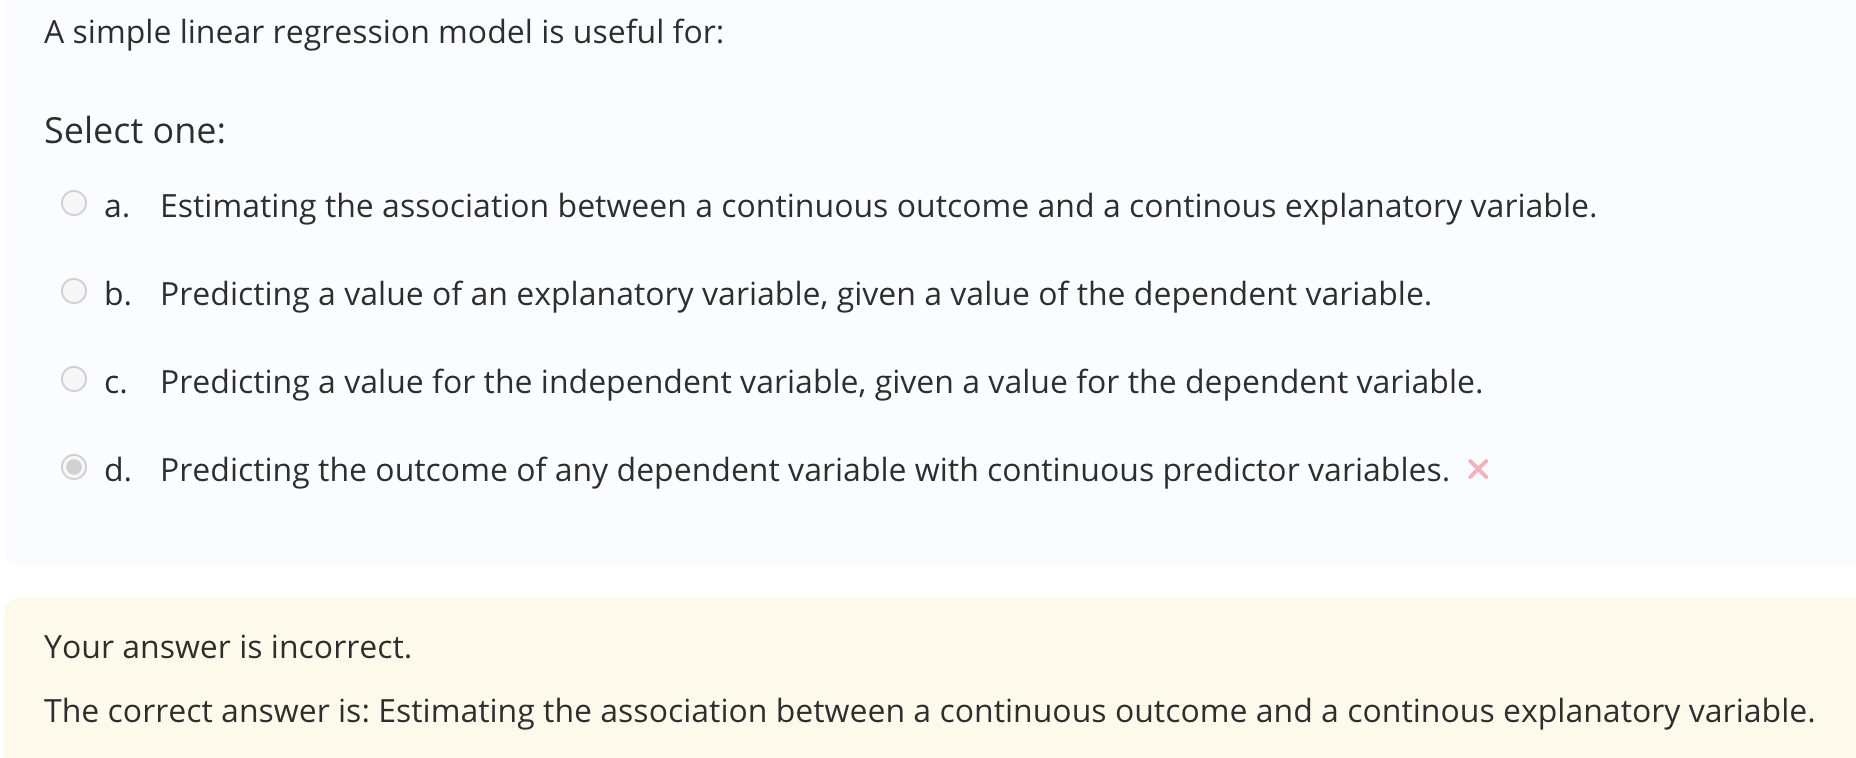 A simple linear regression model is useful for:
Select one:
a. Estimating the association between a continuous outcome and a continous explanatory variable.
b. Predicting a value of an explanatory variable, given a value of the dependent variable.
c. Predicting a value for the independent variable, given a value for the dependent variable.
d. Predicting the outcome of any dependent variable with continuous predictor variables.
Your answer is incorrect.
The correct answer is: Estimating the association between a continuous outcome and a continous explanatory variable.